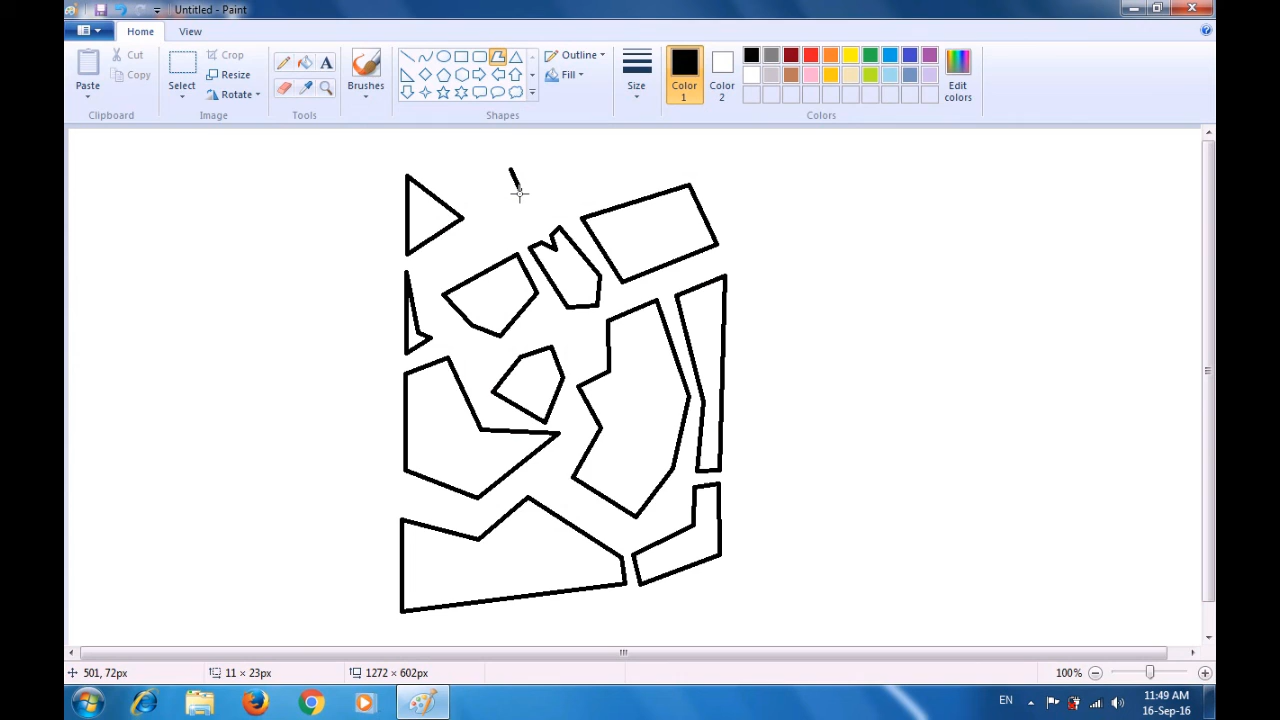 Untitled - Paint
Home View
Paste
Cut
Copy
Clipboard
Select
Crop
Resize
Rotate
Image
A
Tools
Brushes
Shapes
Outline
Fill
Size
Color 1
Color 2
Edit colors
Colors
501, 72px
11 × 23px
1272 × 602px
100%
EN
11:49 AM
16-Sep-16